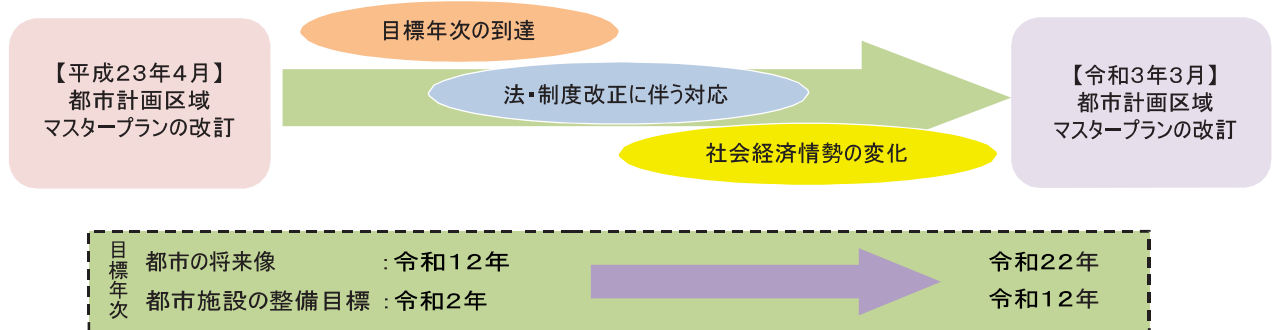 目標年次の到達
【平成23年4月】
都市計画区域
マスタープランの改訂
法・制度改正に伴う対応
【令和3年3月】
都市計画区域
マスタープランの改訂
社会経済情勢の変化
目標年次
都市の将来像 :令和12年 令和22年
都市施設の整備目標 :令和2年 令和12年